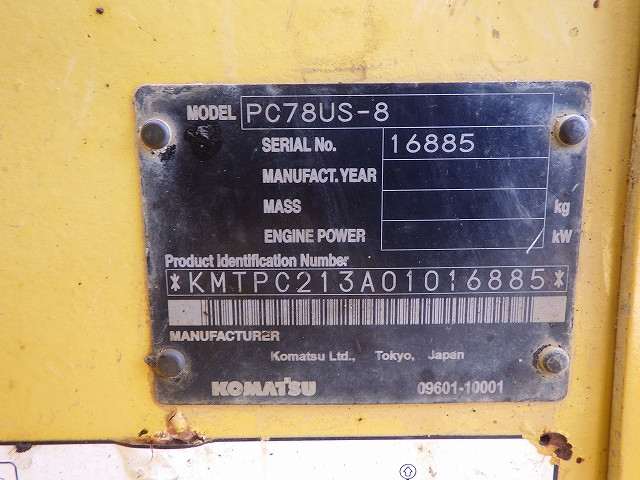 MODEL PC78US-8
SERIAL No. 16885
MANUFACT.YEAR
MASS kg
ENGINE POWER kW
Product Identification Number
*KMTPC213A01016885*
MANUFACTURER
Komatsu Ltd., Tokyo, Japan
KOMATSU 09601-10001